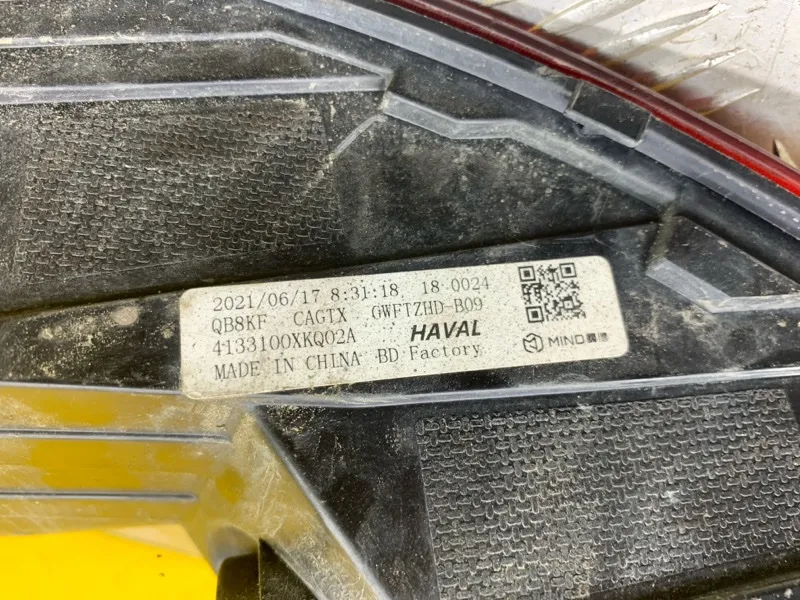 2021/06/17 8:31:18 18 0024
QB8KF CAGTX GWFTZHD-B09
4133100XKQ02A HAVAL
MADE IN CHINA BD Factory MIND